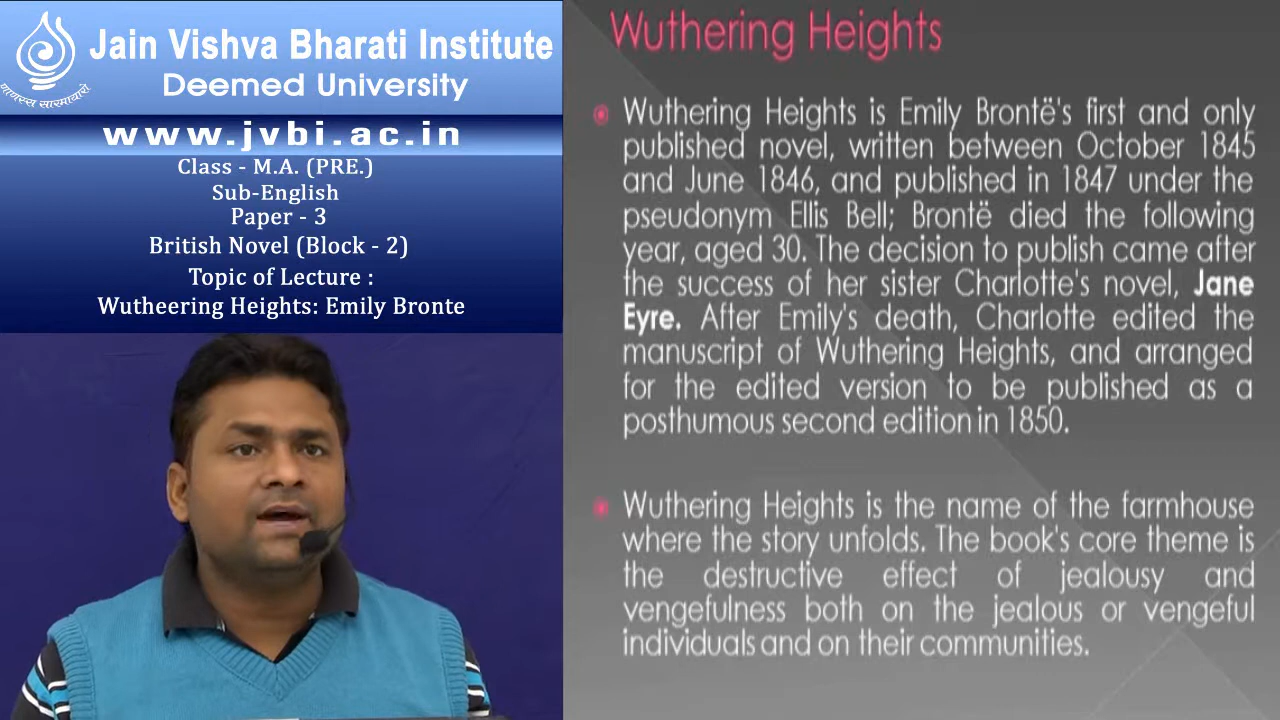 Jain Vishva Bharati Institute
Deemed University
णाणस्स सारमायारो
www.jvbi.ac.in
Class - M.A. (PRE.)
Sub-English
Paper - 3
British Novel (Block - 2)
Topic of Lecture :
Wutheering Heights: Emily Bronte
Wuthering Heights
Wuthering Heights is Emily Brontë's first and only
published novel, written between October 1845
and June 1846, and published in 1847 under the
pseudonym Ellis Bell; Brontë died the following
year, aged 30. The decision to publish came after
the success of her sister Charlotte's novel, Jane
Eyre. After Emily's death, Charlotte edited the
manuscript of Wuthering Heights, and arranged
for the edited version to be published as a
posthumous second edition in 1850.
Wuthering Heights is the name of the farmhouse
where the story unfolds. The book's core theme is
the destructive effect of jealousy and
vengefulness both on the jealous or vengeful
individuals and on their communities.